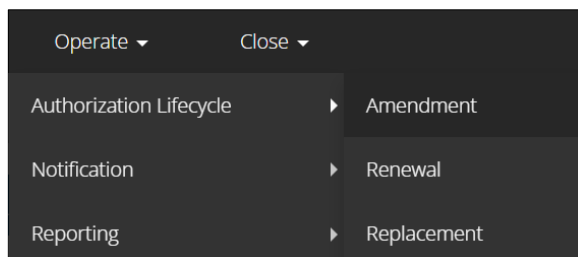 Operate Close
Authorization Lifecycle Amendment
Notification Renewal
Reporting Replacement